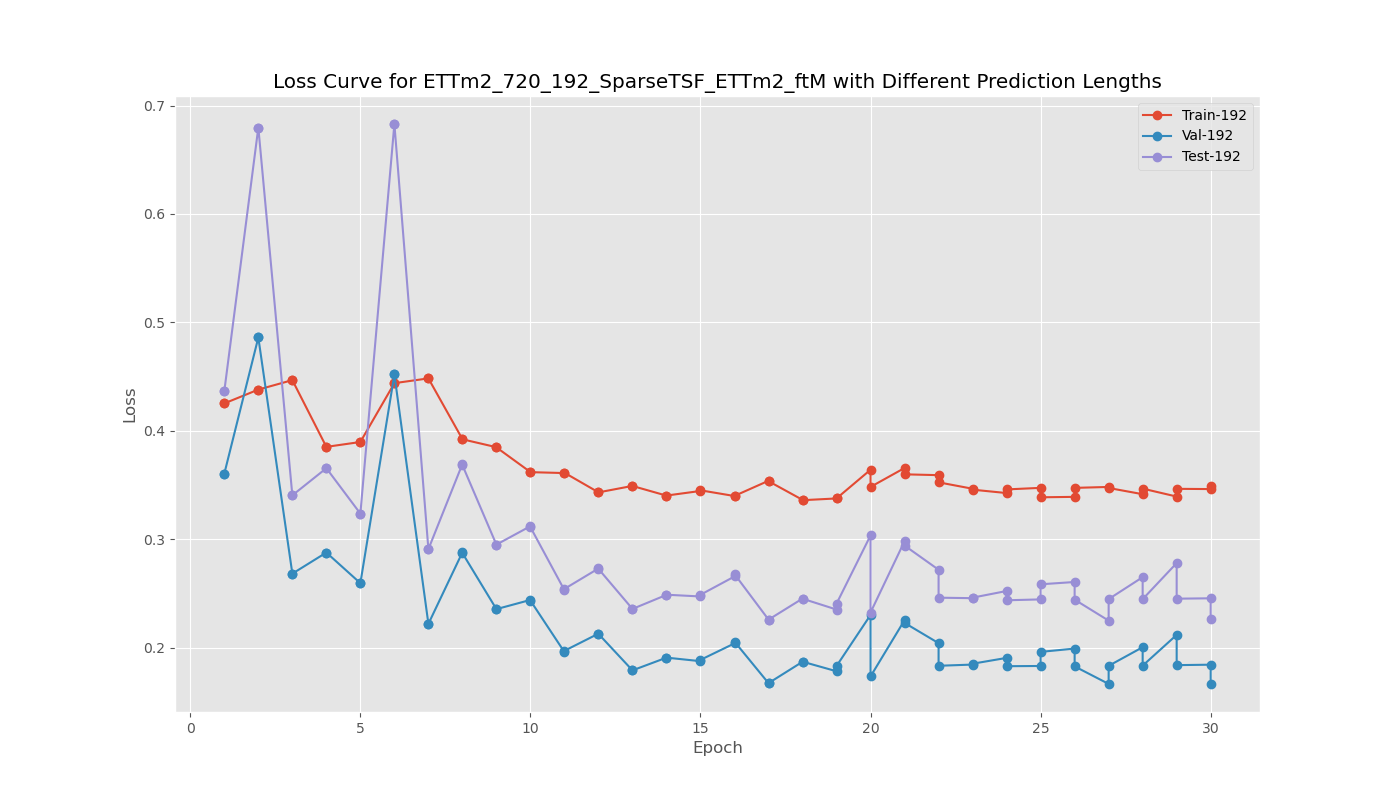 Loss Curve for ETTm2_720_192_SparseTSF_ETTm2_ftM with Different Prediction Lengths
Train-192
Val-192
Test-192
Loss
0.7
0.6
0.5
0.4
0.3
0.2
0 5 10 15 20 25 30
Epoch